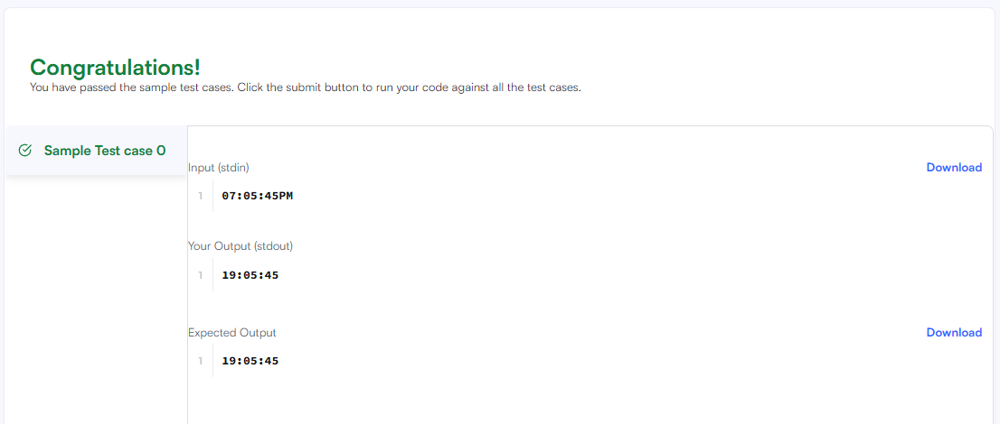 Congratulations!
You have passed the sample test cases. Click the submit button to run your code against all the test cases.
Sample Test case 0
Input (stdin)
Download
1 07:05:45PM
Your Output (stdout)
1 19:05:45
Expected Output
Download
1 19:05:45